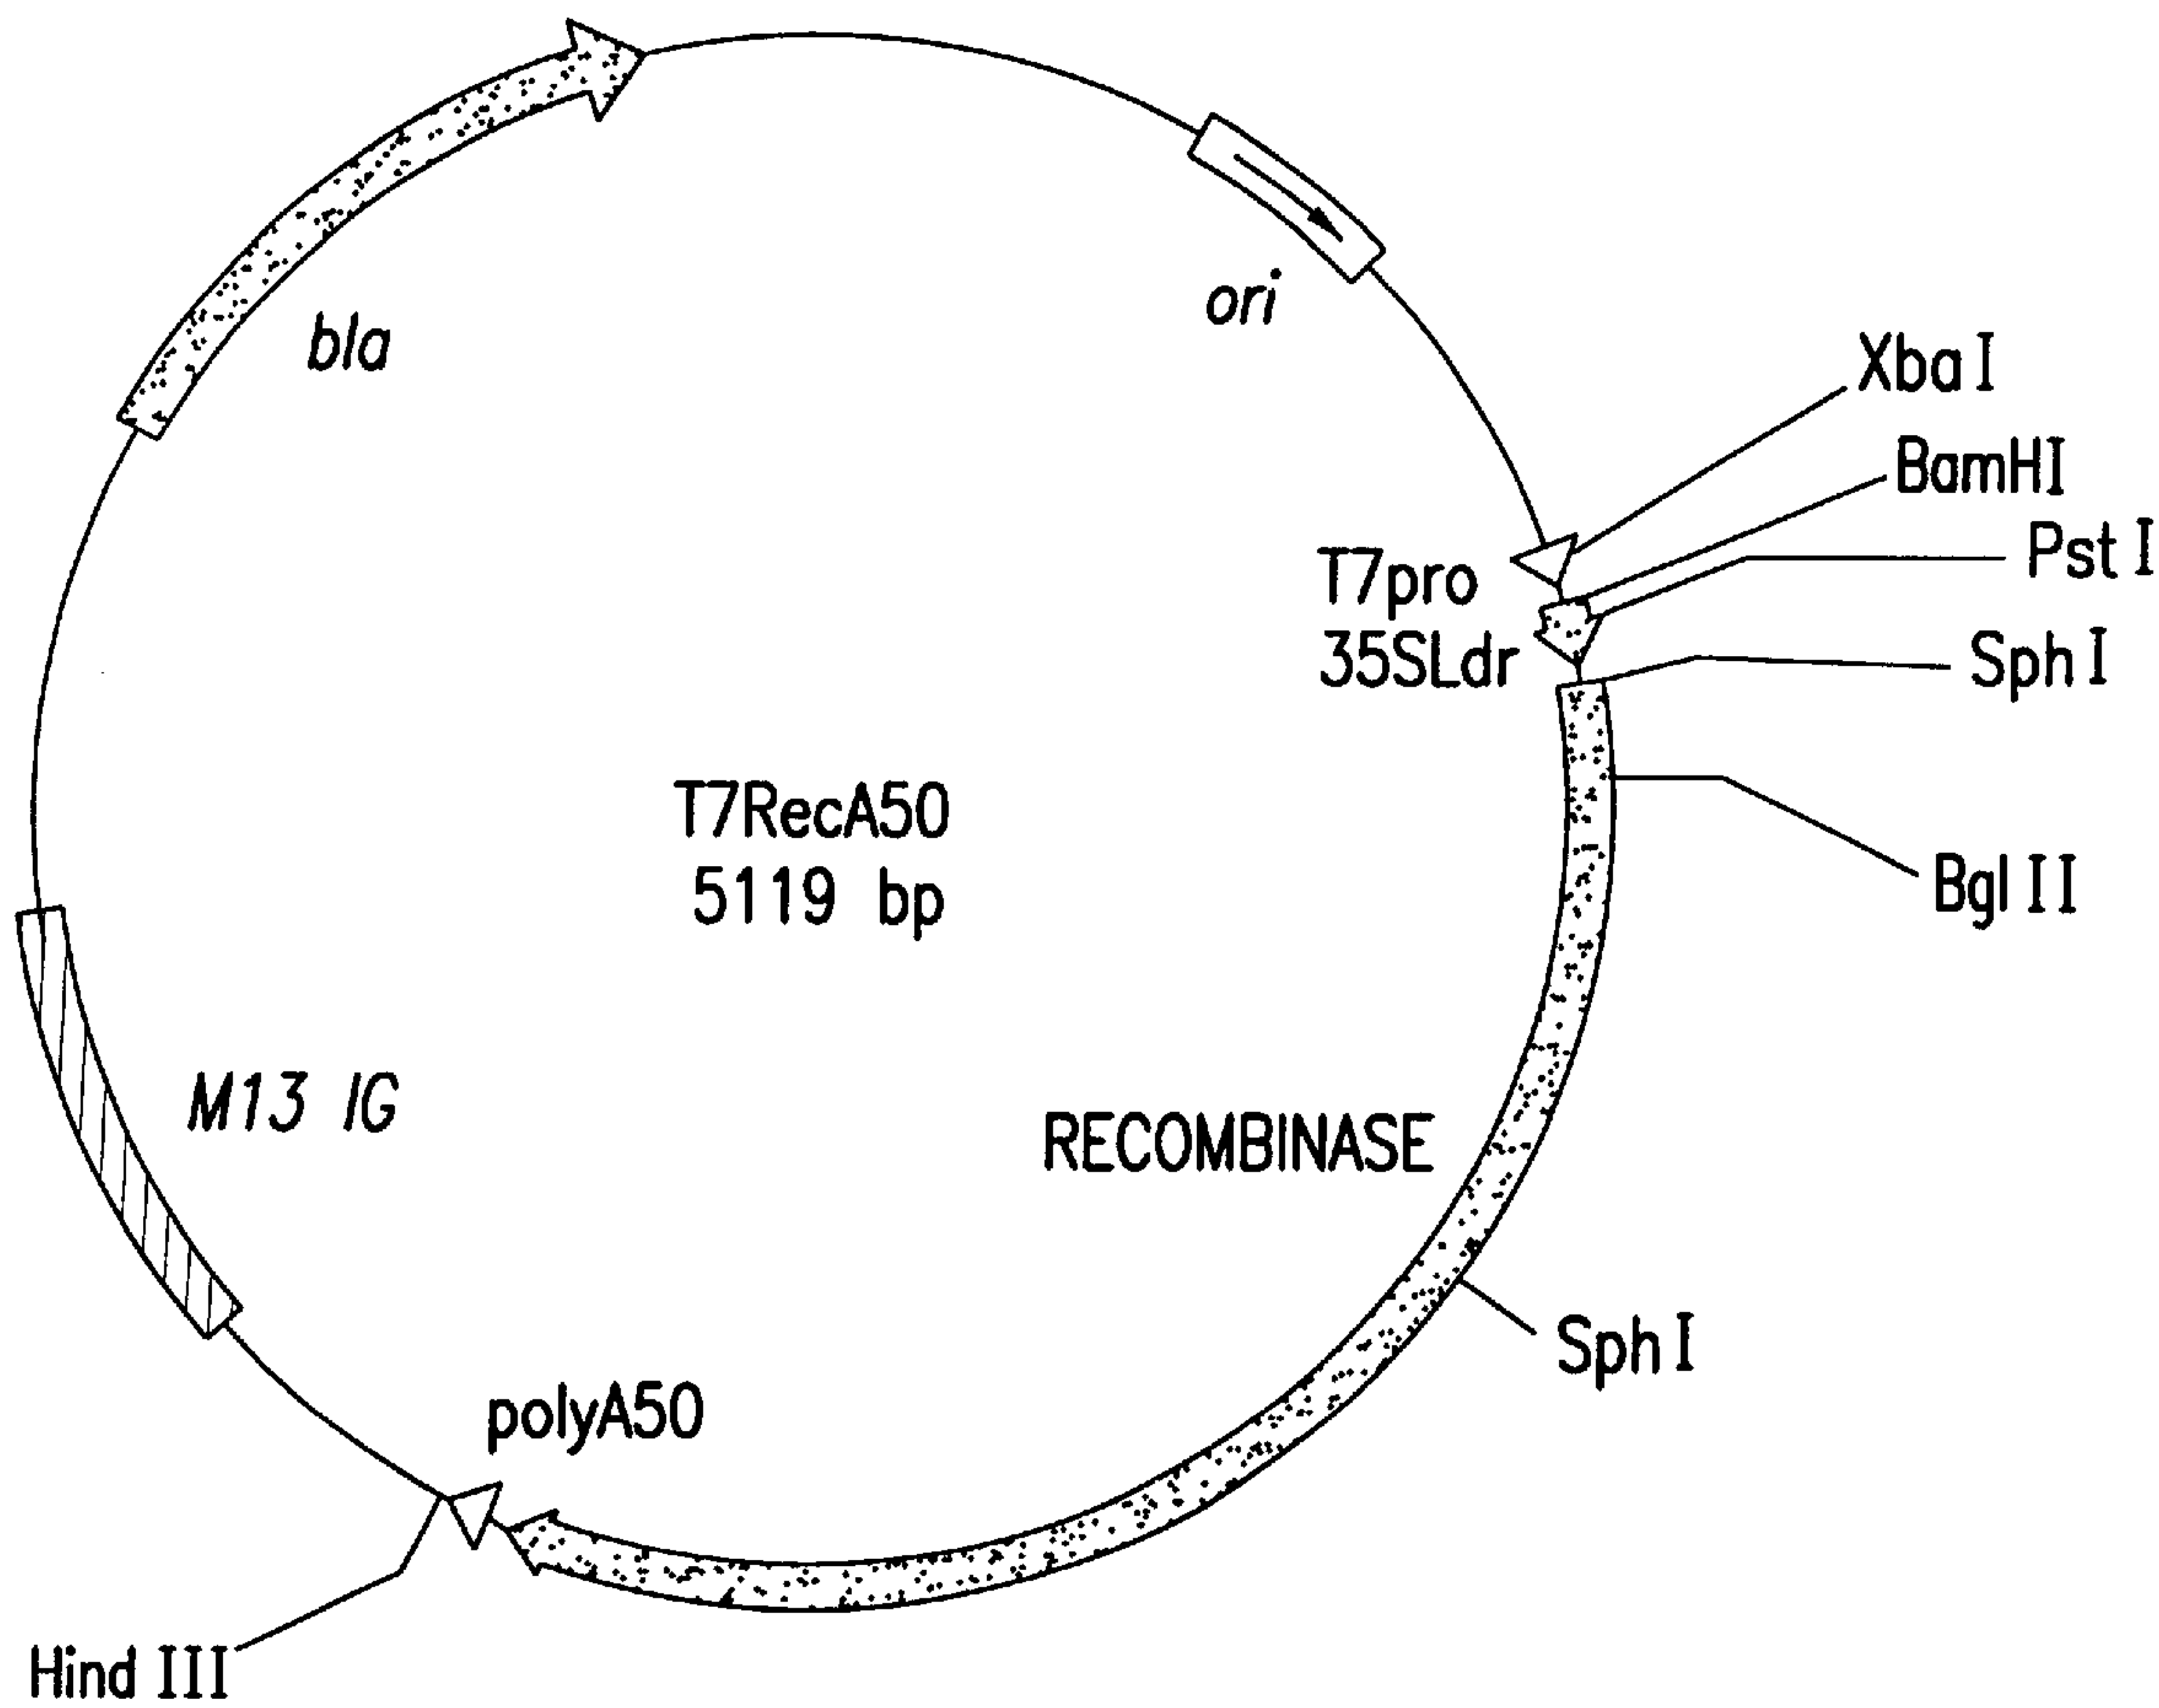 bla
ori
Xba I
BamHI
Pst I
T7pro
35SLdr
Sph I
T7RecA50
5119 bp
Bgl II
M13 IG
RECOMBINASE
Sph I
polyA50
Hind III